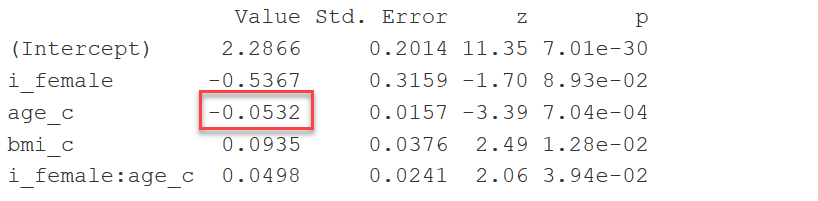 Value Std. Error z p
(Intercept) 2.2866 0.2014 11.35 7.01e-30
i_female -0.5367 0.3159 -1.70 8.93e-02
age_c -0.0532 0.0157 -3.39 7.04e-04
bmi_c 0.0935 0.0376 2.49 1.28e-02
i_female:age_c 0.0498 0.0241 2.06 3.94e-02